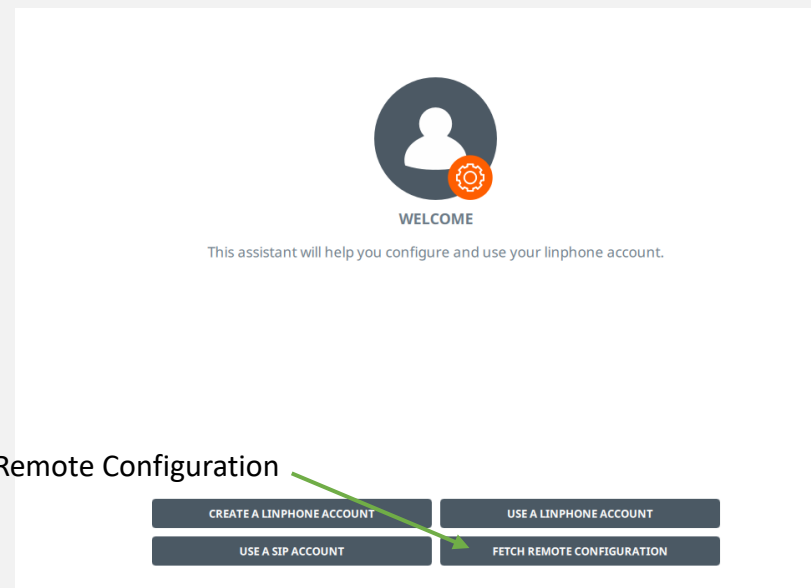 WELCOME
This assistant will help you configure and use your linphone account.
Remote Configuration
CREATE A LINPHONE ACCOUNT
USE A LINPHONE ACCOUNT
USE A SIP ACCOUNT
FETCH REMOTE CONFIGURATION